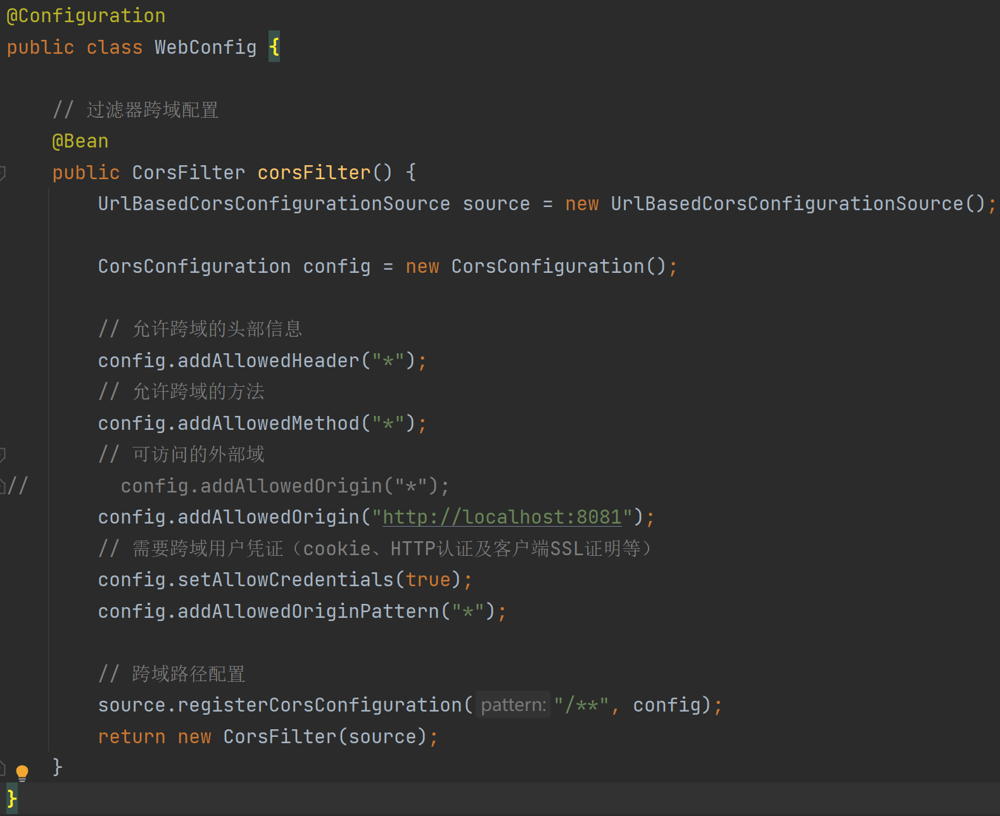 @Configuration
public class WebConfig {
// 过滤器跨域配置
@Bean
public CorsFilter corsFilter() {
UrlBasedCorsConfigurationSource source = new UrlBasedCorsConfigurationSource();
CorsConfiguration config = new CorsConfiguration();
// 允许跨域的头部信息
config.addAllowedHeader("*");
// 允许跨域的方法
config.addAllowedMethod("*");
// 可访问的外部域
// config.addAllowedOrigin("*");
config.addAllowedOrigin("http://localhost:8081");
// 需要跨域用户凭证（cookie、HTTP认证及客户端SSL证明等）
config.setAllowCredentials(true);
config.addAllowedOriginPattern("*");
// 跨域路径配置
source.registerCorsConfiguration( pattern: "/**", config);
return new CorsFilter(source);
}
}